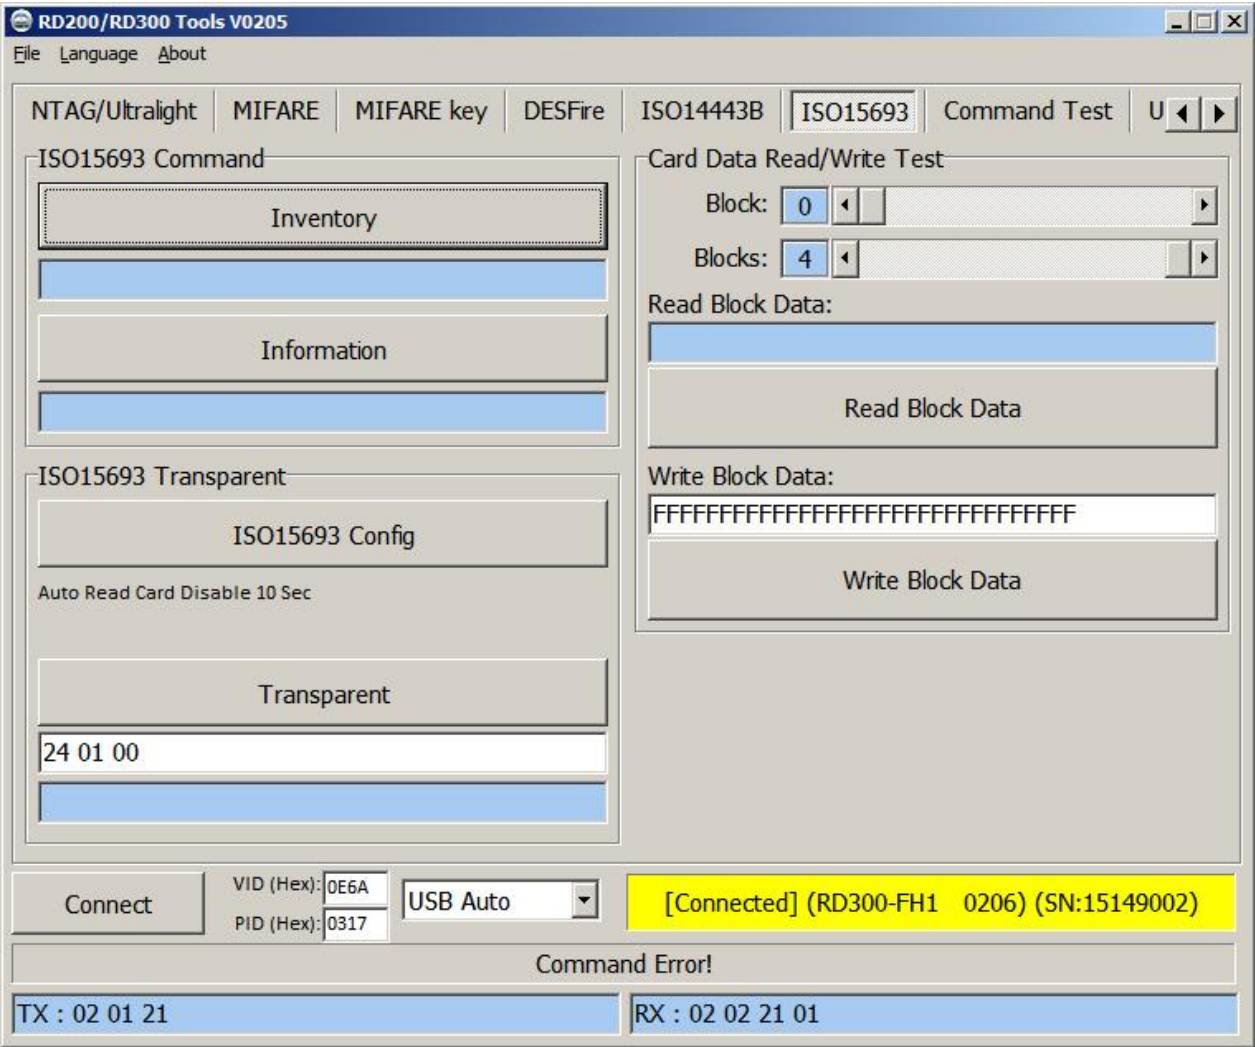 RD200/RD300 Tools V0205
File Language About
NTAG/Ultralight MIFARE MIFARE key DESFire ISO14443B ISO15693 Command Test U
ISO15693 Command
Inventory
Information
ISO15693 Transparent
ISO15693 Config
Auto Read Card Disable 10 Sec
Transparent
24 01 00
Card Data Read/Write Test
Block: 0
Blocks: 4
Read Block Data:
Read Block Data
Write Block Data:
FFFFFFFFFFFFFFFFFFFFFFFFFFFFFFFF
Write Block Data
Connect
VID (Hex): 0E6A
PID (Hex): 0317
USB Auto
[Connected] (RD300-FH1 0206) (SN:15149002)
Command Error!
TX : 02 01 21
RX : 02 02 21 01